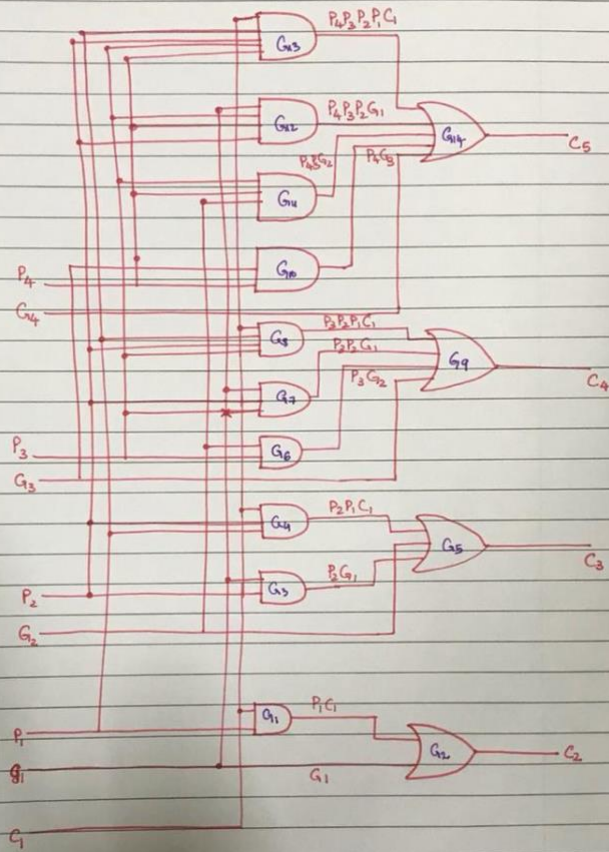 P₄P₃P₂P₁C₁
G₁₃
P₄P₃P₂G₁
G₁₂
G₁₄
C₅
P₄P₃G₂
P₄G₃
G₁₁
G₁₀
P₄
G₄
P₃P₂P₁C₁
G₈
P₃P₂G₁
G₉
C₄
P₃G₂
G₇
P₃
G₆
G₃
P₂P₁C₁
G₄
G₅
C₃
P₂G₁
G₃
P₂
G₂
P₁C₁
G₁
P₁
G₂
C₂
g₁
G₁
C₁